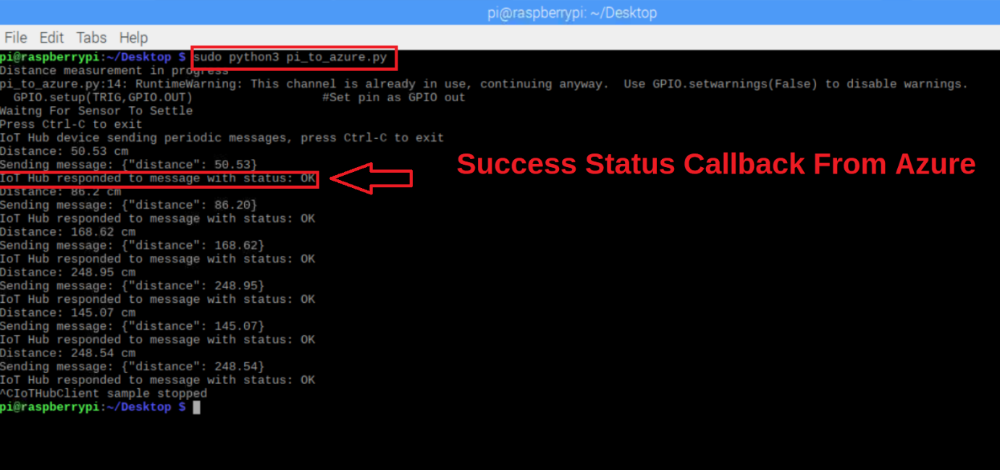 pi@raspberrypi: ~/Desktop
File Edit Tabs Help
pi@raspberrypi:~/Desktop $ sudo python3 pi_to_azure.py
Distance measurement in progress
pi_to_azure.py:14: RuntimeWarning: This channel is already in use, continuing anyway.  Use GPIO.setwarnings(False) to disable warnings.
  GPIO.setup(TRIG,GPIO.OUT)                  #Set pin as GPIO out
Waitng For Sensor To Settle
Press Ctrl-C to exit
IoT Hub device sending periodic messages, press Ctrl-C to exit
Distance: 50.53 cm
Sending message: {"distance": 50.53}
IoT Hub responded to message with status: OK
Success Status Callback From Azure
Distance: 86.2 cm
Sending message: {"distance": 86.20}
IoT Hub responded to message with status: OK
Distance: 168.62 cm
Sending message: {"distance": 168.62}
IoT Hub responded to message with status: OK
Distance: 248.95 cm
Sending message: {"distance": 248.95}
IoT Hub responded to message with status: OK
Distance: 145.07 cm
Sending message: {"distance": 145.07}
IoT Hub responded to message with status: OK
Distance: 248.54 cm
Sending message: {"distance": 248.54}
IoT Hub responded to message with status: OK
^CIoTHubClient sample stopped
pi@raspberrypi:~/Desktop $